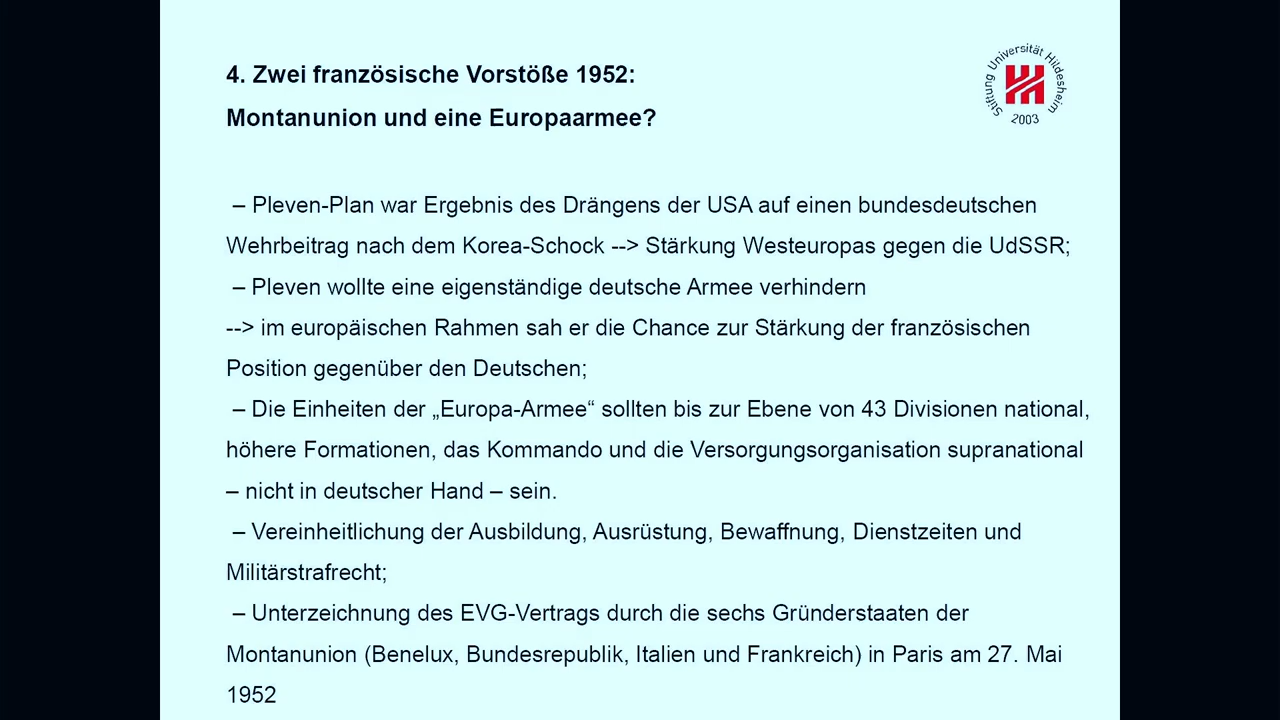 4. Zwei französische Vorstöße 1952:
Montanunion und eine Europaarmee?
Stiftung Universität Hildesheim
2003
– Pleven-Plan war Ergebnis des Drängens der USA auf einen bundesdeutschen
Wehrbeitrag nach dem Korea-Schock --> Stärkung Westeuropas gegen die UdSSR;
– Pleven wollte eine eigenständige deutsche Armee verhindern
--> im europäischen Rahmen sah er die Chance zur Stärkung der französischen
Position gegenüber den Deutschen;
– Die Einheiten der „Europa-Armee“ sollten bis zur Ebene von 43 Divisionen national,
höhere Formationen, das Kommando und die Versorgungsorganisation supranational
– nicht in deutscher Hand – sein.
– Vereinheitlichung der Ausbildung, Ausrüstung, Bewaffnung, Dienstzeiten und
Militärstrafrecht;
– Unterzeichnung des EVG-Vertrags durch die sechs Gründerstaaten der
Montanunion (Benelux, Bundesrepublik, Italien und Frankreich) in Paris am 27. Mai
1952